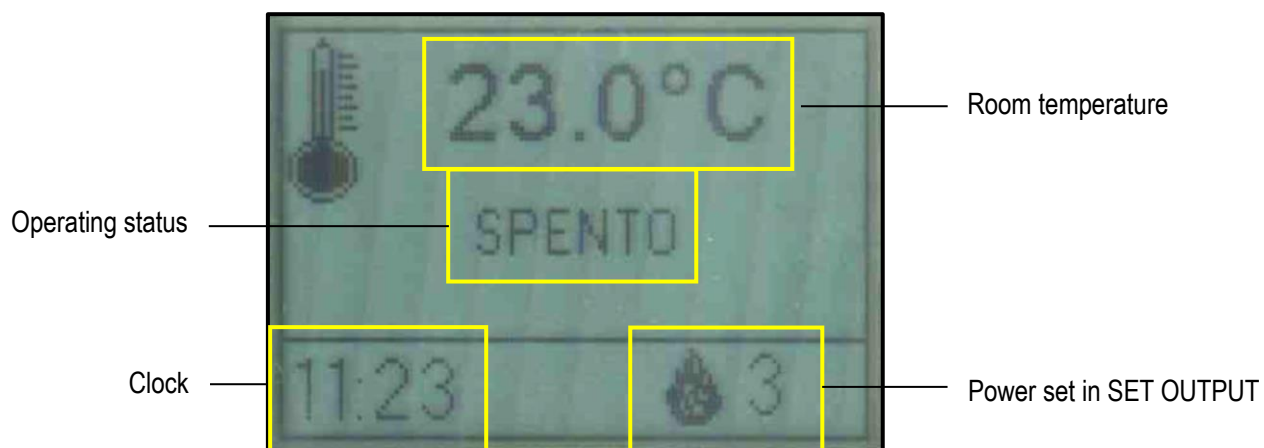 23.0°C
Room temperature
Operating status
SPENTO
Clock
11:23
3
Power set in SET OUTPUT